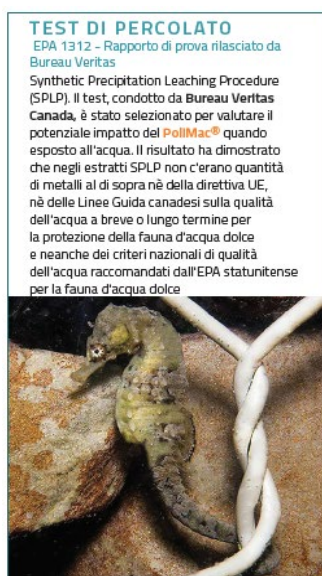 TEST DI PERCOLATO
EPA 1312 - Rapporto di prova rilasciato da
Bureau Veritas
Synthetic Precipitation Leaching Procedure
(SPLP). Il test, condotto da Bureau Veritas
Canada, è stato selezionato per valutare il
potenziale impatto del PoliMac® quando
esposto all'acqua. Il risultato ha dimostrato
che negli estratti SPLP non c'erano quantità
di metalli al di sopra nè della direttiva UE,
nè delle Linee Guida canadesi sulla qualità
dell'acqua a breve o lungo termine per
la protezione della fauna d'acqua dolce
e neanche dei criteri nazionali di qualità
dell'acqua raccomandati dall'EPA statunitense
per la fauna d'acqua dolce